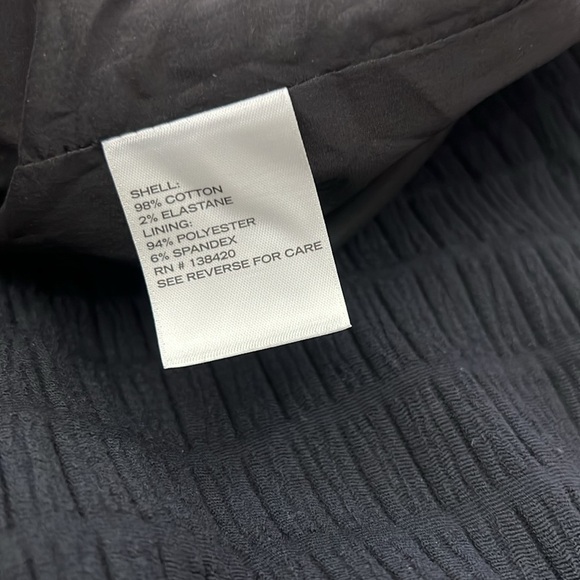 SHELL:
98% COTTON
2% ELASTANE
LINING:
94% POLYESTER
6% SPANDEX
RN # 138420
SEE REVERSE FOR CARE